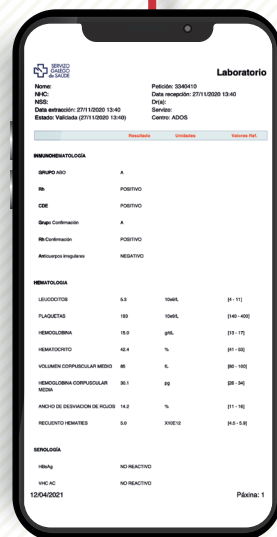 SERVIZO
GALEGO
de SAÚDE
Laboratorio
Nome: Petición: 3340410
NHC: Data recepción: 27/11/2020 13:40
NSS: Dr(a):
Data extracción: 27/11/2020 13:40 Servizo:
Estado: Validada (27/11/2020 13:40) Centro: ADOS
Resultado Unidades Valores Ref.
INMUNOHEMATOLOGÍA
GRUPO ABO A
Rh POSITIVO
CDE POSITIVO
Grupo Confirmación A
Rh Confirmación POSITIVO
Anticuerpos irregulares NEGATIVO
HEMATOLOGIA
LEUCOCITOS 5.5 10e9/L [4 - 11]
PLAQUETAS 193 10e9/L [140 - 400]
HEMOGLOBINA 15.0 g/dL [13 - 17]
HEMATOCRITO 42.4 % [41 - 53]
VOLUMEN CORPUSCULAR MEDIO 85 fL [80 - 100]
HEMOGLOBINA CORPUSCULAR 30.1 pg [26 - 34]
MEDIA
ANCHO DE DESVIACION DE ROJOS 14.2 % [11 - 16]
RECUENTO HEMATIES 5.0 X10E12 [4.5 - 5.9]
SEROLOGÍA
HBsAg NO REACTIVO
VHC AC NO REACTIVO
12/04/2021 Páxina: 1